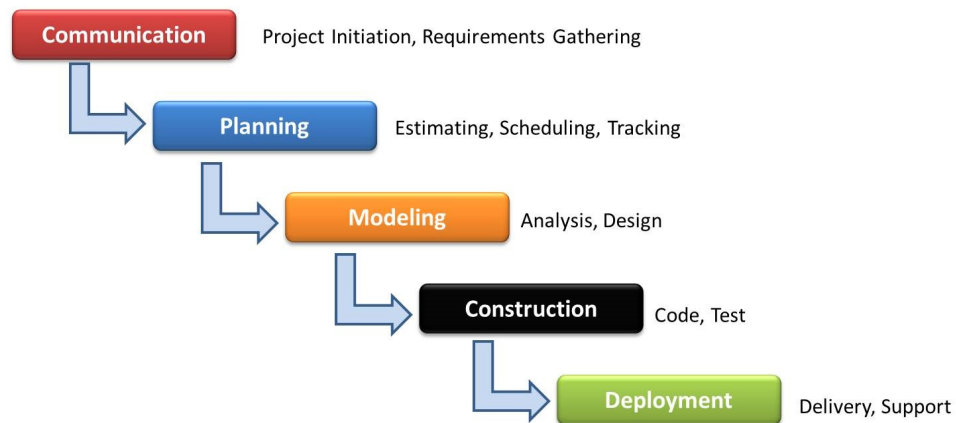 Communication
Project Initiation, Requirements Gathering
Planning
Estimating, Scheduling, Tracking
Modeling
Analysis, Design
Construction
Code, Test
Deployment
Delivery, Support